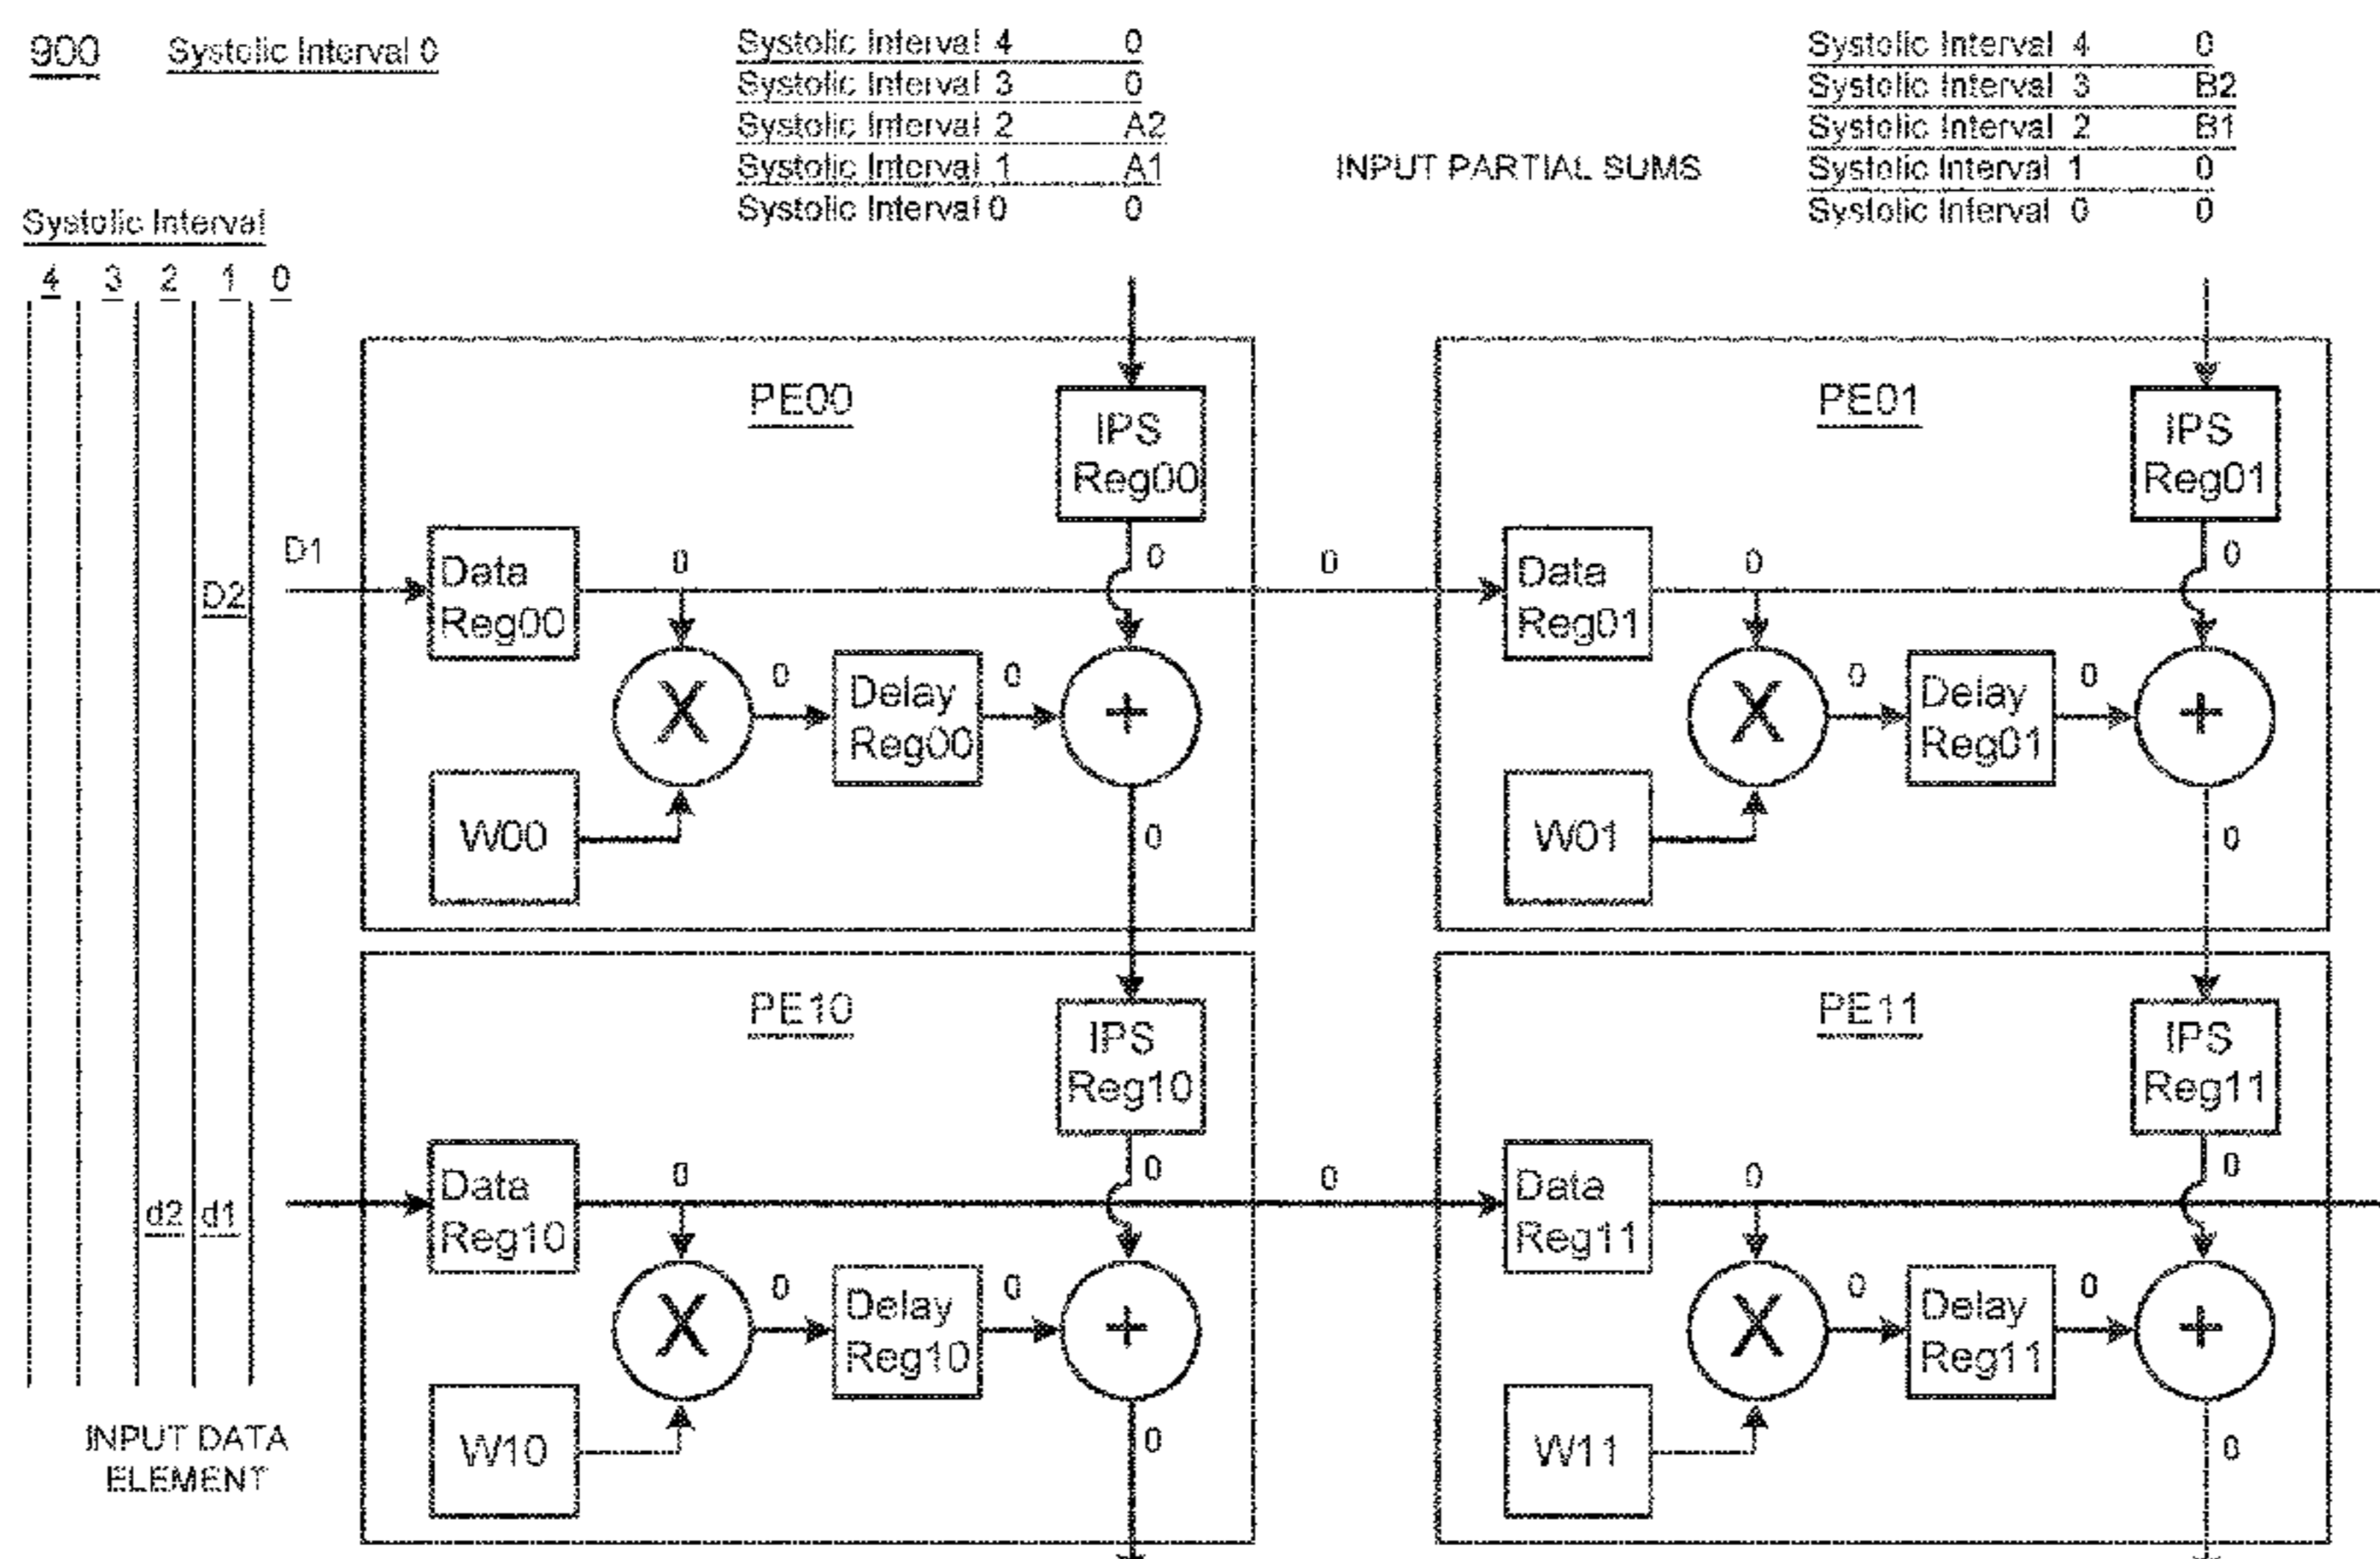 900 Systolic Interval 0
Systolic Interval 4 0
Systolic Interval 3 0
Systolic Interval 2 A2
Systolic Interval 1 A1
Systolic Interval 0 0
INPUT PARTIAL SUMS
Systolic Interval 4 0
Systolic Interval 3 B2
Systolic Interval 2 B1
Systolic Interval 1 0
Systolic Interval 0 0
Systolic Interval
4 3 2 1 0
D2 D1
d2 d1
INPUT DATA
ELEMENT
PE00
IPS
Reg00
0
Data
Reg00
0
X
0
Delay
Reg00
0
+
W00
0
0
PE01
IPS
Reg01
0
Data
Reg01
0
X
0
Delay
Reg01
0
+
W01
0
PE10
IPS
Reg10
0
Data
Reg10
0
X
0
Delay
Reg10
0
+
W10
0
0
PE11
IPS
Reg11
0
Data
Reg11
0
X
0
Delay
Reg11
0
+
W11
0